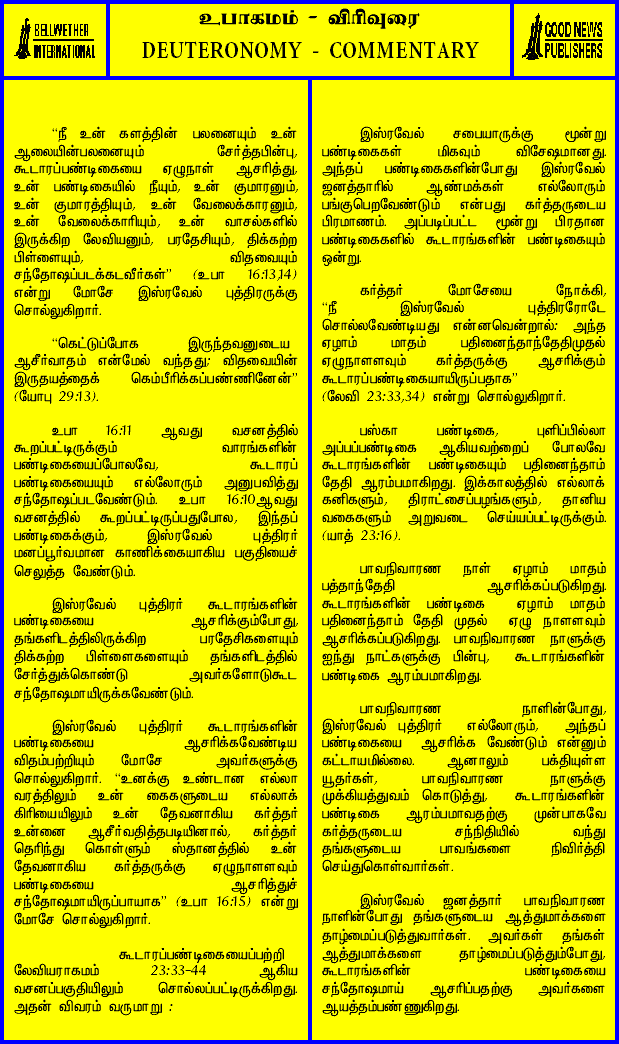 BELLWETHER
INTERNATIONAL
உபாகமம் - விரிவுரை
DEUTERONOMY - COMMENTARY
GOOD NEWS
PUBLISHERS
“நீ உன் களத்தின் பலனையும் உன்
ஆலையின்பலனையும் சேர்த்தபின்பு,
கூடாரப்பண்டிகையை ஏழுநாள் ஆசரித்து,
உன் பண்டிகையில் நீயும், உன் குமாரனும்,
உன் குமாரத்தியும், உன் வேலைக்காரனும்,
உன் வேலைக்காரியும், உன் வாசல்களில்
இருக்கிற லேவியனும், பரதேசியும், திக்கற்ற
பிள்ளையும், விதவையும்
சந்தோஷப்படக்கடவீர்கள்” (உபா 16:13,14)
என்று மோசே இஸ்ரவேல் புத்திரருக்கு
சொல்லுகிறார்.
“கெட்டுப்போக இருந்தவனுடைய
ஆசீர்வாதம் என்மேல் வந்தது; விதவையின்
இருதயத்தைக் கெம்பீரிக்கப்பண்ணினேன்”
(யோபு 29:13).
உபா 16:11 ஆவது வசனத்தில்
கூறப்பட்டிருக்கும் வாரங்களின்
பண்டிகையைப்போலவே, கூடாரப்
பண்டிகையையும் எல்லோரும் அனுபவித்து
சந்தோஷப்படவேண்டும். உபா 16:10ஆவது
வசனத்தில் கூறப்பட்டிருப்பதுபோல, இந்தப்
பண்டிகைக்கும், இஸ்ரவேல் புத்திரர்
மனப்பூர்வமான காணிக்கையாகிய பகுதியைச்
செலுத்த வேண்டும்.
இஸ்ரவேல் புத்திரர் கூடாரங்களின்
பண்டிகையை ஆசரிக்கும்போது,
தங்களிடத்திலிருக்கிற பரதேசிகளையும்
திக்கற்ற பிள்ளைகளையும் தங்களிடத்தில்
சேர்த்துக்கொண்டு அவர்களோடுகூட
சந்தோஷமாயிருக்கவேண்டும்.
இஸ்ரவேல் புத்திரர் கூடாரங்களின்
பண்டிகையை ஆசரிக்கவேண்டிய
விதம்பற்றியும் மோசே அவர்களுக்கு
சொல்லுகிறார். “உனக்கு உண்டான எல்லா
வரத்திலும் உன் கைகளுடைய எல்லாக்
கிரியையிலும் உன் தேவனாகிய கர்த்தர்
உன்னை ஆசீர்வதித்தபடியினால், கர்த்தர்
தெரிந்து கொள்ளும் ஸ்தானத்தில் உன்
தேவனாகிய கர்த்தருக்கு ஏழுநாளளவும்
பண்டிகையை ஆசரித்துச்
சந்தோஷமாயிருப்பாயாக” (உபா 16:15) என்று
மோசே சொல்லுகிறார்.
கூடாரப்பண்டிகையைப்பற்றி
லேவியராகமம் 23:33-44 ஆகிய
வசனப்பகுதியிலும் சொல்லப்பட்டிருக்கிறது.
அதன் விவரம் வருமாறு :
இஸ்ரவேல் சபையாருக்கு மூன்று
பண்டிகைகள் மிகவும் விசேஷமானது.
அந்தப் பண்டிகைகளின்போது இஸ்ரவேல்
ஜனத்தாரில் ஆண்மக்கள் எல்லோரும்
பங்குபெறவேண்டும் என்பது கர்த்தருடைய
பிரமாணம். அப்படிப்பட்ட மூன்று பிரதான
பண்டிகைகளில் கூடாரங்களின் பண்டிகையும்
ஒன்று.
கர்த்தர் மோசேயை நோக்கி,
“நீ இஸ்ரவேல் புத்திரரோடே
சொல்லவேண்டியது என்னவென்றால்: அந்த
ஏழாம் மாதம் பதினைந்தாந்தேதிமுதல்
ஏழுநாளளவும் கர்த்தருக்கு ஆசரிக்கும்
கூடாரப்பண்டிகையாயிருப்பதாக”
(லேவி 23:33,34) என்று சொல்லுகிறார்.
பஸ்கா பண்டிகை, புளிப்பில்லா
அப்பப்பண்டிகை ஆகியவற்றைப் போலவே
கூடாரங்களின் பண்டிகையும் பதினைந்தாம்
தேதி ஆரம்பமாகிறது. இக்காலத்தில் எல்லாக்
கனிகளும், திராட்சைப்பழங்களும், தானிய
வகைகளும் அறுவடை செய்யப்பட்டிருக்கும்.
(யாத் 23:16).
பாவநிவாரண நாள் ஏழாம் மாதம்
பத்தாந்தேதி ஆசரிக்கப்படுகிறது.
கூடாரங்களின் பண்டிகை ஏழாம் மாதம்
பதினைந்தாம் தேதி முதல் ஏழு நாளளவும்
ஆசரிக்கப்படுகிறது. பாவநிவாரண நாளுக்கு
ஐந்து நாட்களுக்கு பின்பு, கூடாரங்களின்
பண்டிகை ஆரம்பமாகிறது.
பாவநிவாரண நாளின்போது,
இஸ்ரவேல் புத்திரர் எல்லோரும், அந்தப்
பண்டிகையை ஆசரிக்க வேண்டும் என்னும்
கட்டாயமில்லை. ஆனாலும் பக்தியுள்ள
யூதர்கள், பாவநிவாரண நாளுக்கு
முக்கியத்துவம் கொடுத்து, கூடாரங்களின்
பண்டிகை ஆரம்பமாவதற்கு முன்பாகவே
கர்த்தருடைய சந்நிதியில் வந்து
தங்களுடைய பாவங்களை நிவிர்த்தி
செய்துகொள்வார்கள்.
இஸ்ரவேல் ஜனத்தார் பாவநிவாரண
நாளின்போது தங்களுடைய ஆத்துமாக்களை
தாழ்மைப்படுத்துவார்கள். அவர்கள் தங்கள்
ஆத்துமாக்களை தாழ்மைப்படுத்தும்போது,
கூடாரங்களின் பண்டிகையை
சந்தோஷமாய் ஆசரிப்பதற்கு அவர்களை
ஆயத்தம்பண்ணுகிறது.